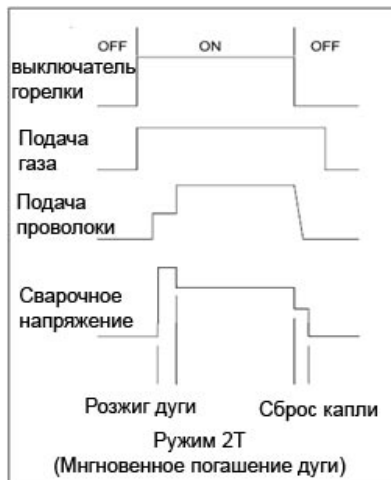 OFF ON OFF
выключатель
горелки
Подача
газа
Подача
проволоки
Сварочное
напряжение
Розжиг дуги Сброс капли
Ружим 2Т
(Мнгновенное погашение дуги)